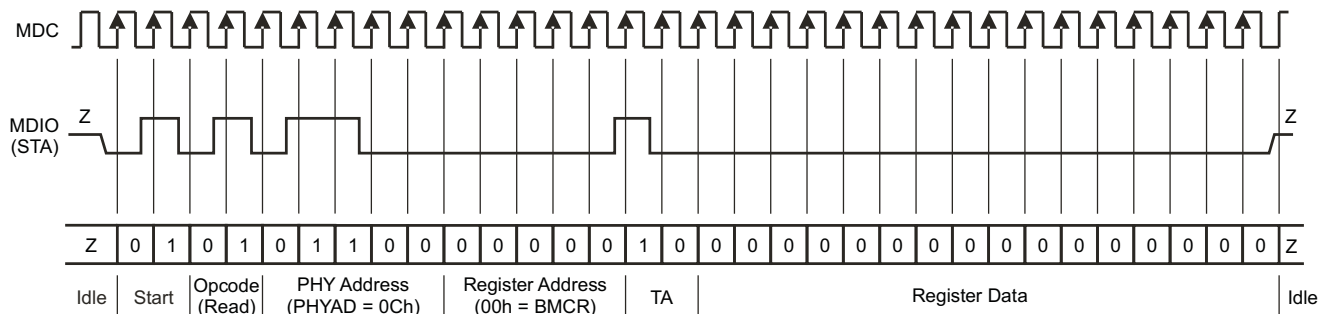 MDC
Z
Z
MDIO
(STA)
Z 0 1 0 1 0 1 1 0 0 0 0 0 0 0 1 0 0 0 0 0 0 0 0 0 0 0 0 0 0 0 0 0 Z
Idle
Start
Opcode
(Read)
PHY Address
(PHYAD = 0Ch)
Register Address
(00h = BMCR)
TA
Register Data
Idle